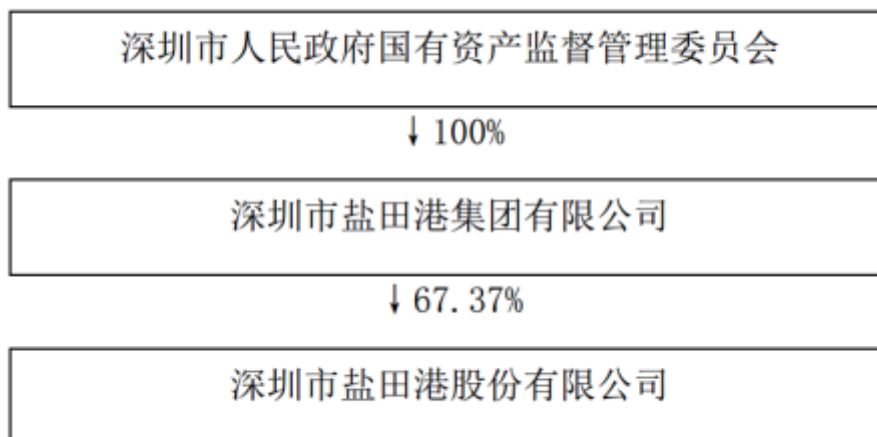 深圳市人民政府国有资产监督管理委员会
↓ 100%
深圳市盐田港集团有限公司
↓ 67.37%
深圳市盐田港股份有限公司